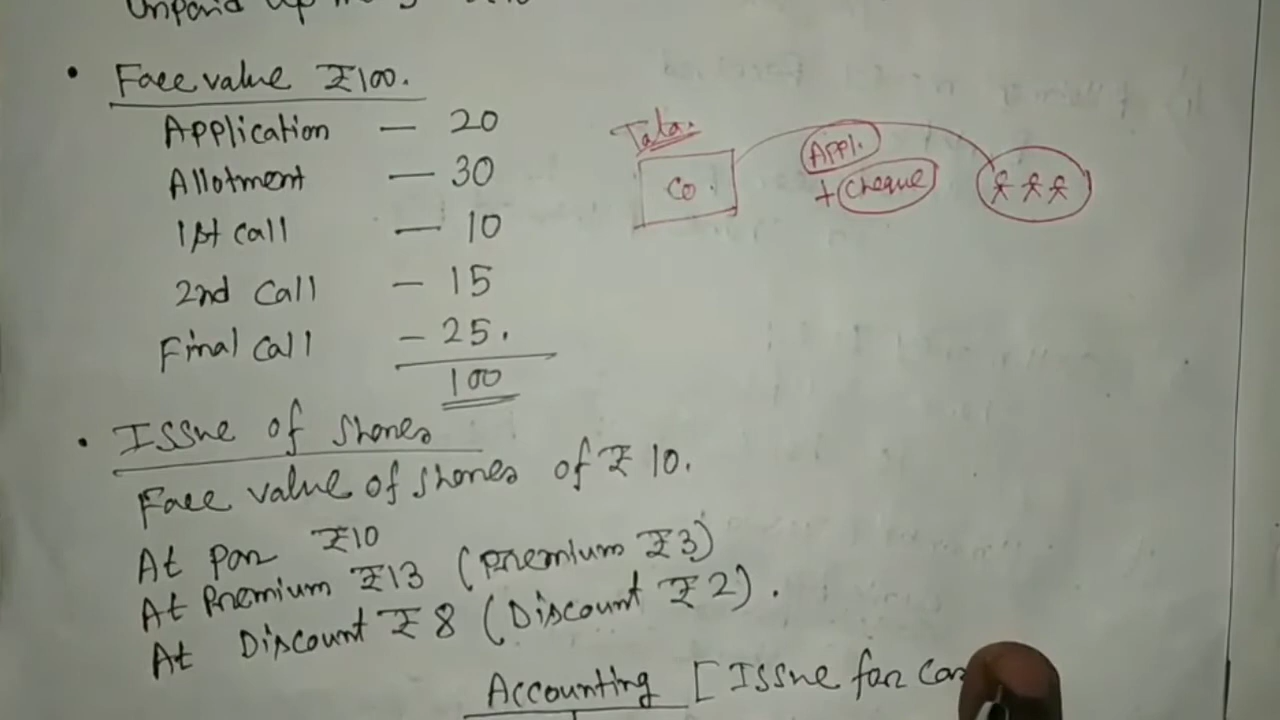 Unpaid up
• Face value ₹100.
Application — 20
Allotment — 30
1st call — 10
2nd call — 15
Final call — 25.
100
Tata.
Co.
Appl.
+ cheque
• Issue of shares
Face value of shares of ₹ 10.
At par ₹10
At Premium ₹13 (Premium ₹3)
At Discount ₹8 (Discount ₹2).
Accounting [Issue for